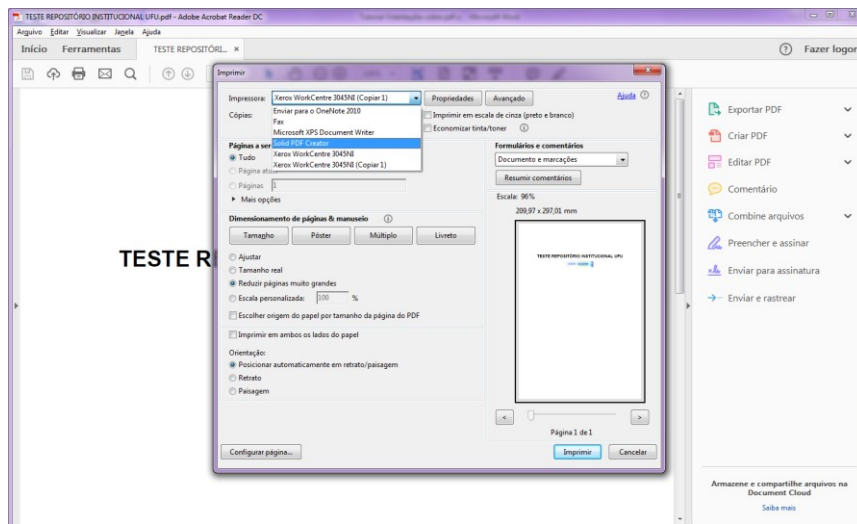 TESTE REPOSITÓRIO INSTITUCIONAL UFU.pdf - Adobe Acrobat Reader DC
Arquivo Editar Visualizar Janela Ajuda
Início Ferramentas TESTE REPOSITÓRI... × Fazer logon
Imprimir
Impressora: Xerox WorkCentre 3045NI (Copiar 1) Propriedades Avançado Ajuda
Enviar para o OneNote 2010
Fax
Microsoft XPS Document Writer
Solid PDF Creator
Xerox WorkCentre 3045NI
Xerox WorkCentre 3045NI (Copiar 1)
Cópias:
Imprimir em escala de cinza (preto e branco)
Economizar tinta/toner
Páginas a ser
Tudo
Página atu
Páginas 1
Mais opções
Dimensionamento de páginas & manuseio
Tamanho Pôster Múltiplo Livreto
Ajustar
Tamanho real
Reduzir páginas muito grandes
Escala personalizada: 100 %
Escolher origem do papel por tamanho da página do PDF
Imprimir em ambos os lados do papel
Orientação:
Posicionar automaticamente em retrato/paisagem
Retrato
Paisagem
Formulários e comentários
Documento e marcações
Resumir comentários
Escala: 96%
209,97 x 297,01 mm
TESTE REPOSITÓRIO INSTITUCIONAL UFU
< >
Página 1 de 1
Configurar página... Imprimir Cancelar
TESTE R
Exportar PDF
Criar PDF
Editar PDF
Comentário
Combine arquivos
Preencher e assinar
Enviar para assinatura
Enviar e rastrear
Armazene e compartilhe arquivos na
Document Cloud
Saiba mais